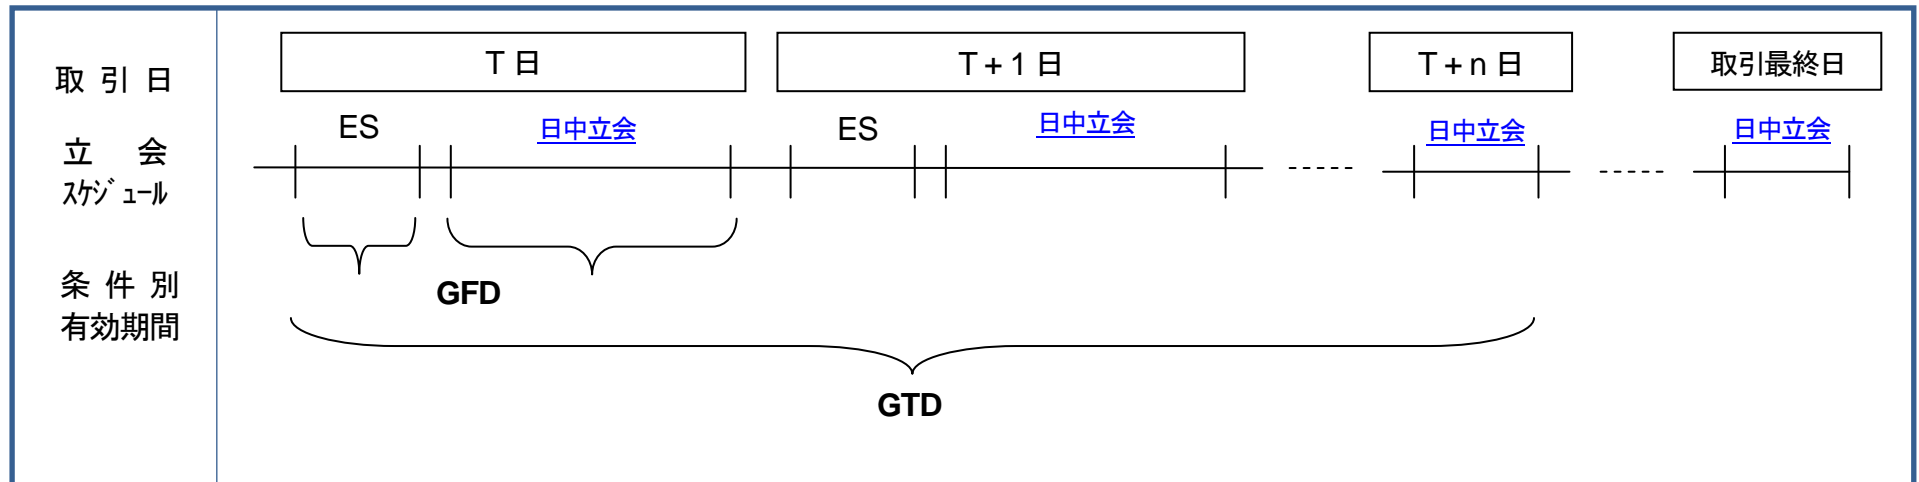 取 引 日
T 日
T + 1 日
T + n 日
取引最終日
立 会
スケジュール
ES
日中立会
ES
日中立会
日中立会
日中立会
条 件 別
有効期間
GFD
GTD